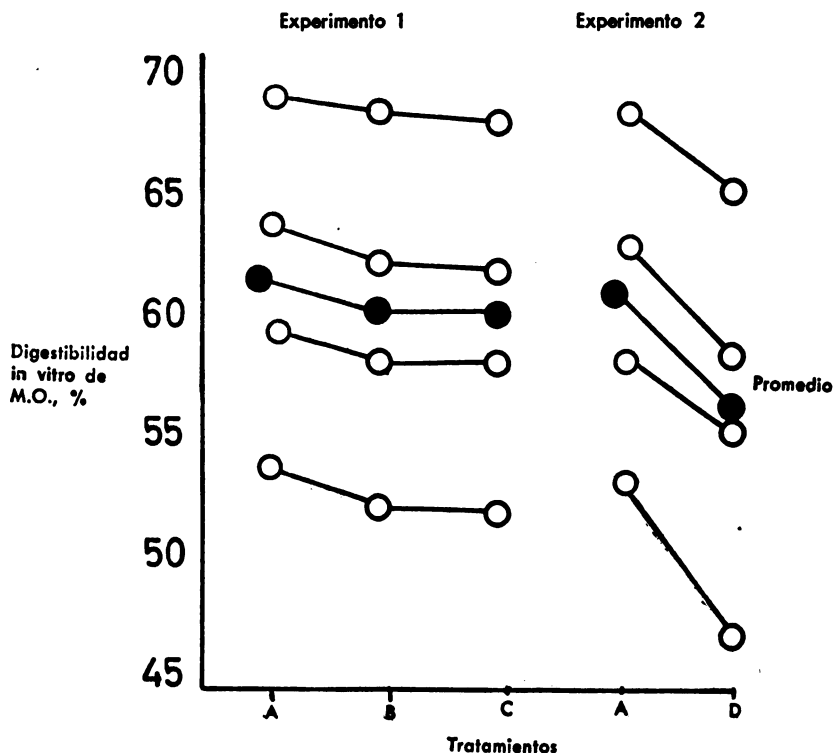 Experimento 1
Experimento 2
70
65
60
55
50
45
Digestibilidad
in vitro de
M.O., %
Promedio
A
B
C
A
D
Tratamientos